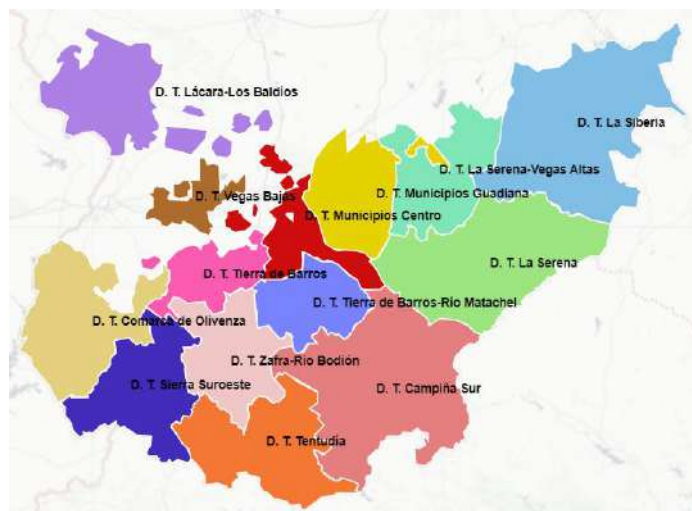 D. T. Lácara-Los Baldíos
D. T. La Siberia
D. T. La Serena-Vegas Altas
D. T. Vegas Bajas
D. T. Municipios Guadiana
D. T. Municipios Centro
D. T. La Serena
D. T. Tierra de Barros
D. T. Tierra de Barros-Río Matachel
D. T. Comarca de Olivenza
D. T. Zafra-Río Bodión
D. T. Sierra Suroeste
D. T. Campiña Sur
D. T. Tentudía